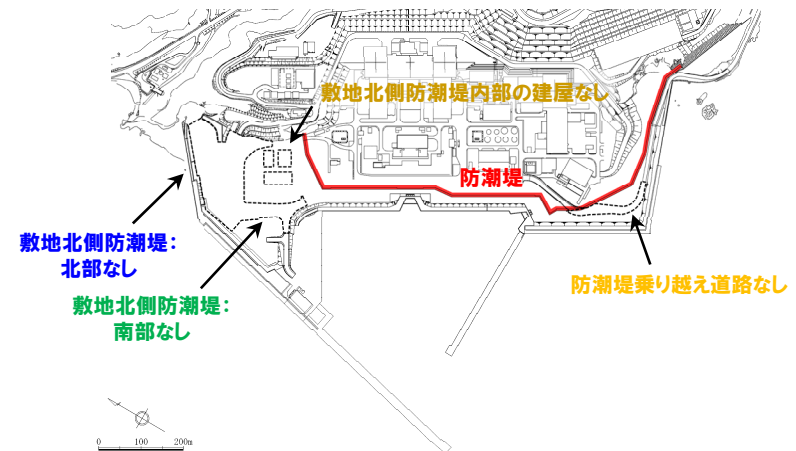 敷地北側防潮堤内部の建屋なし
防潮堤
敷地北側防潮堤：
北部なし
敷地北側防潮堤：
南部なし
防潮堤乗り越え道路なし
0 100 200m